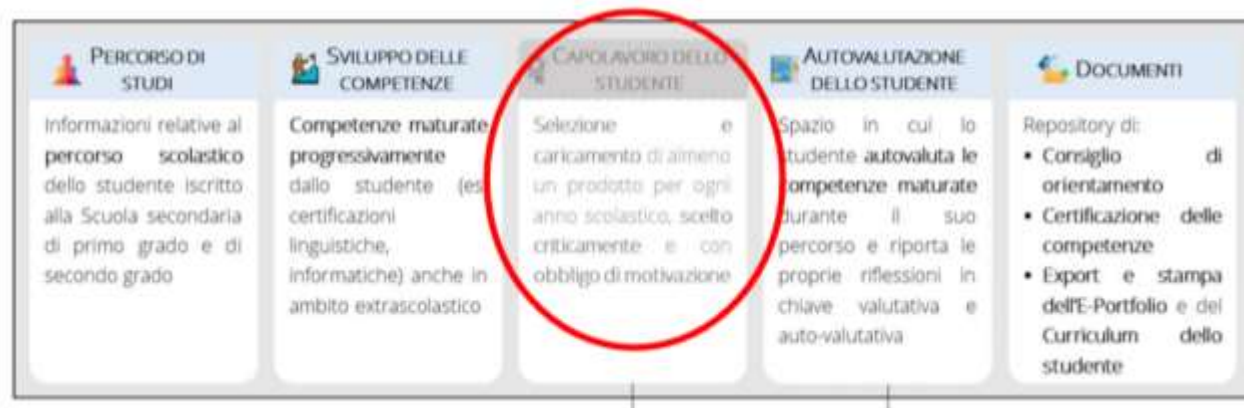 PERCORSO DI
STUDI
Informazioni relative al
percorso scolastico
dello studente iscritto
alla Scuola secondaria
di primo grado e di
secondo grado
SVILUPPO DELLE
COMPETENZE
Competenze maturate
progressivamente
dallo studente (es
certificazioni
linguistiche,
informatiche) anche in
ambito extrascolastico
CAPOLAVORO DELLO
STUDENTE
Selezione e
caricamento di almeno
un prodotto per ogni
anno scolastico, scelto
criticamente e con
obbligo di motivazione
AUTOVALUTAZIONE
DELLO STUDENTE
Spazio in cui lo
studente autovaluta le
competenze maturate
durante il suo
percorso e riporta le
proprie riflessioni in
chiave valutativa e
auto-valutativa
DOCUMENTI
Repository di:
• Consiglio di
orientamento
• Certificazione delle
competenze
• Export e stampa
dell'E-Portfolio e del
Curriculum dello
studente